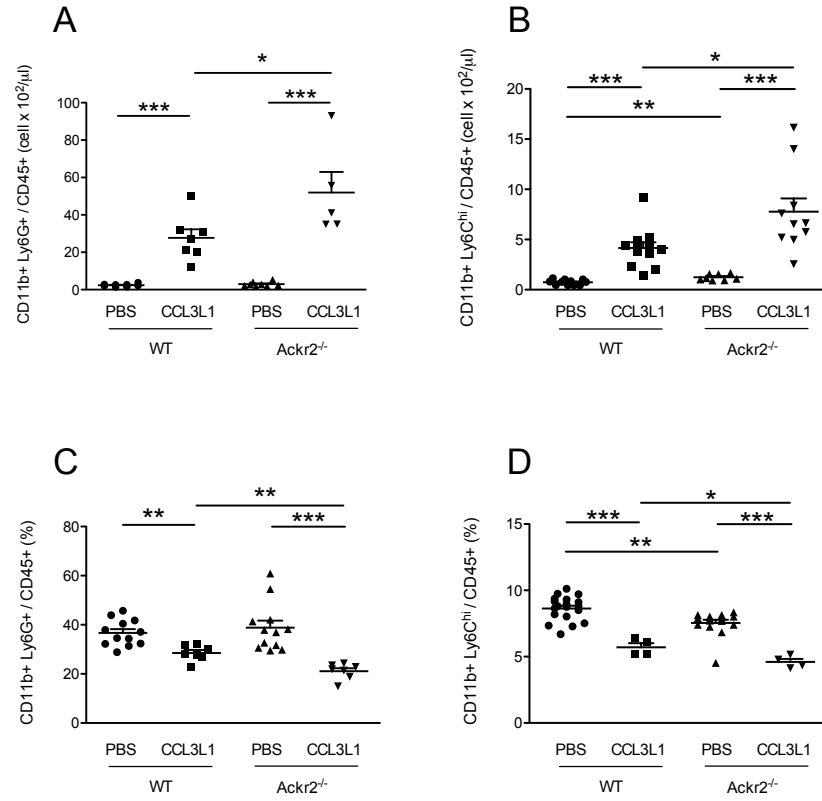 A
CD11b+ Ly6G+ / CD45+ (cell x 10²/µl)
100
80
60
40
20
0
*
***
***
PBS CCL3L1 PBS CCL3L1
WT Ackr2⁻/⁻
B
CD11b+ Ly6Cʰⁱ / CD45+ (cell x 10²/µl)
20
15
10
5
0
*
***
***
**
PBS CCL3L1 PBS CCL3L1
WT Ackr2⁻/⁻
C
CD11b+ Ly6G+ / CD45+ (%)
80
60
40
20
0
**
**
***
PBS CCL3L1 PBS CCL3L1
WT Ackr2⁻/⁻
D
CD11b+ Ly6Cʰⁱ / CD45+ (%)
15
10
5
0
*
***
***
**
PBS CCL3L1 PBS CCL3L1
WT Ackr2⁻/⁻